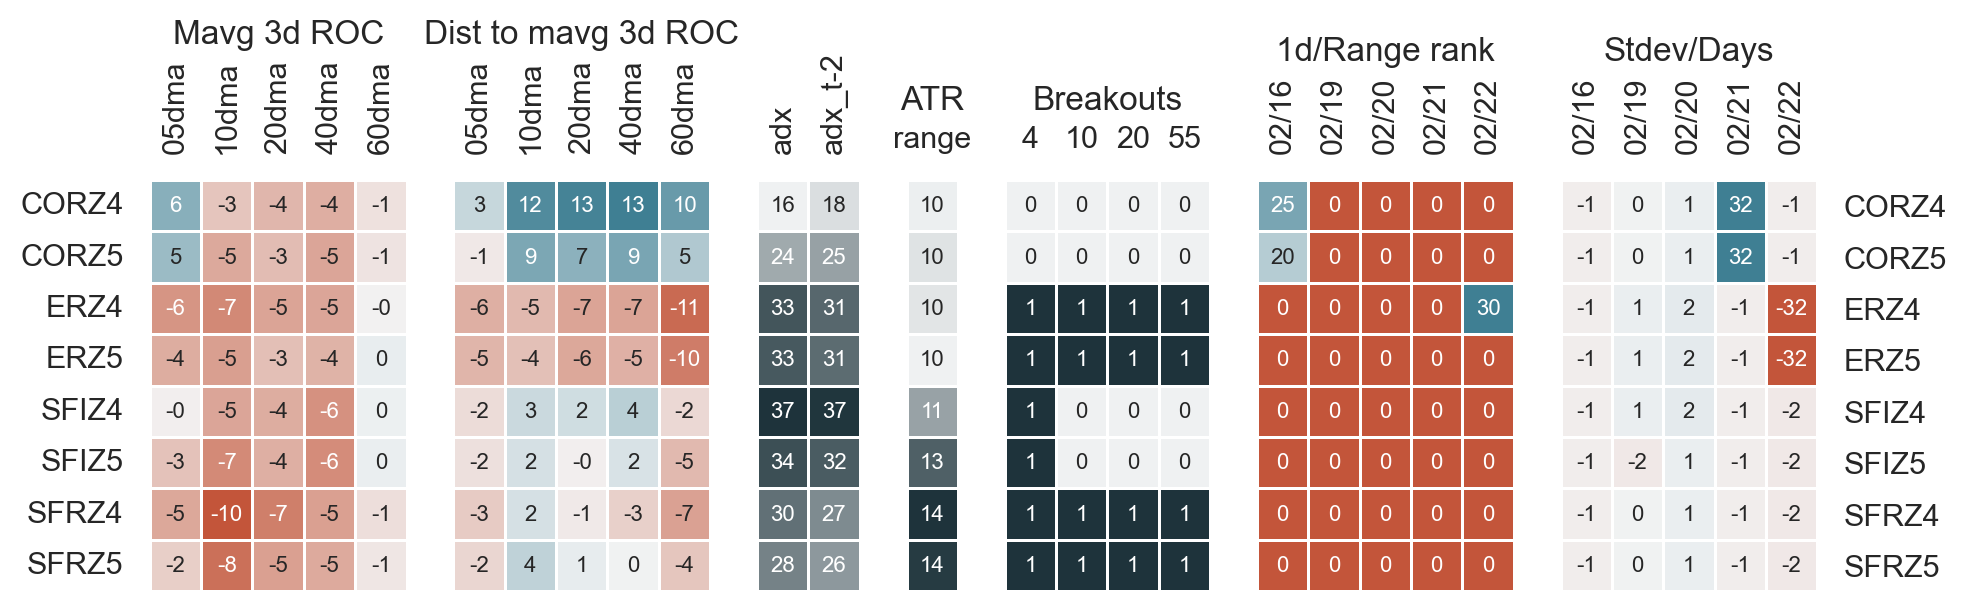 Mavg 3d ROC Dist to mavg 3d ROC 1d/Range rank Stdev/Days
05dma 10dma 20dma 40dma 60dma 05dma 10dma 20dma 40dma 60dma adx adx_t-2 ATR range Breakouts 4 10 20 55 02/16 02/19 02/20 02/21 02/22 02/16 02/19 02/20 02/21 02/22
CORZ4 6 -3 -4 -4 -1 3 12 13 13 10 16 18 10 0 0 0 0 25 0 0 0 0 -1 0 1 32 -1 CORZ4
CORZ5 5 -5 -3 -5 -1 -1 9 7 9 5 24 25 10 0 0 0 0 20 0 0 0 0 -1 0 1 32 -1 CORZ5
ERZ4 -6 -7 -5 -5 -0 -6 -5 -7 -7 -11 33 31 10 1 1 1 1 0 0 0 0 30 -1 1 2 -1 -32 ERZ4
ERZ5 -4 -5 -3 -4 0 -5 -4 -6 -5 -10 33 31 10 1 1 1 1 0 0 0 0 0 -1 1 2 -1 -32 ERZ5
SFIZ4 -0 -5 -4 -6 0 -2 3 2 4 -2 37 37 11 1 0 0 0 0 0 0 0 0 -1 1 2 -1 -2 SFIZ4
SFIZ5 -3 -7 -4 -6 0 -2 2 -0 2 -5 34 32 13 1 0 0 0 0 0 0 0 0 -1 -2 1 -1 -2 SFIZ5
SFRZ4 -5 -10 -7 -5 -1 -3 2 -1 -3 -7 30 27 14 1 1 1 1 0 0 0 0 0 -1 0 1 -1 -2 SFRZ4
SFRZ5 -2 -8 -5 -5 -1 -2 4 1 0 -4 28 26 14 1 1 1 1 0 0 0 0 0 -1 0 1 -1 -2 SFRZ5